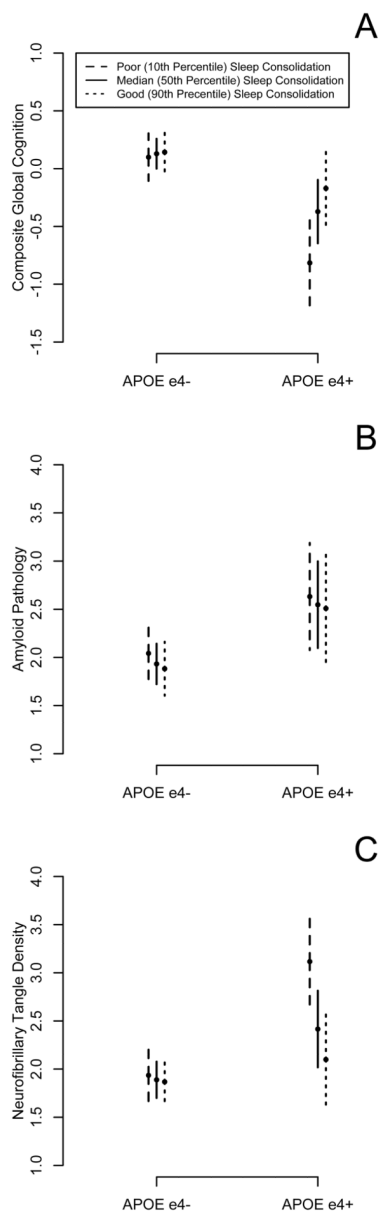 A
Poor (10th Percentile) Sleep Consolidation
Median (50th Percentile) Sleep Consolidation
Good (90th Precentile) Sleep Consolidation
Composite Global Cognition
1.0
0.5
0.0
-0.5
-1.0
-1.5
APOE e4-
APOE e4+
B
Amyloid Pathology
4.0
3.5
3.0
2.5
2.0
1.5
1.0
APOE e4-
APOE e4+
C
Neurofibrillary Tangle Density
4.0
3.5
3.0
2.5
2.0
1.5
1.0
APOE e4-
APOE e4+